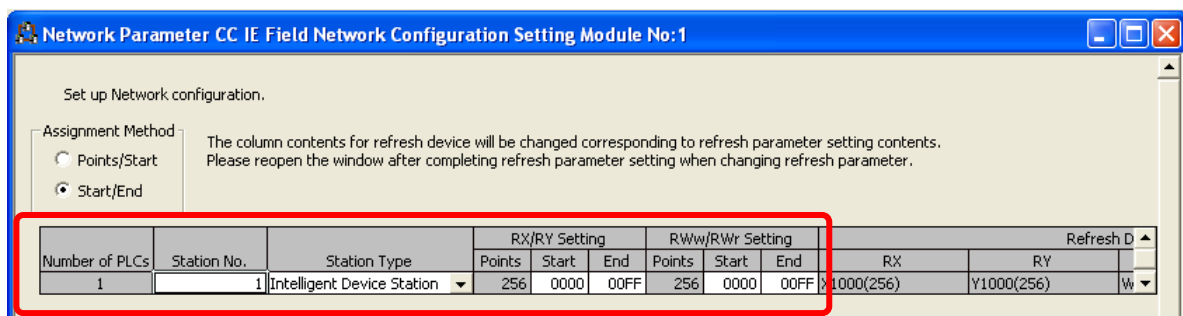 Network Parameter CC IE Field Network Configuration Setting Module No:1
Set up Network configuration.
Assignment Method
Points/Start
Start/End
The column contents for refresh device will be changed corresponding to refresh parameter setting contents.
Please reopen the window after completing refresh parameter setting when changing refresh parameter.
RX/RY Setting RWw/RWr Setting Refresh D
Number of PLCs Station No. Station Type Points Start End Points Start End RX RY
1 1 Intelligent Device Station 256 0000 00FF 256 0000 00FF X1000(256) Y1000(256) W